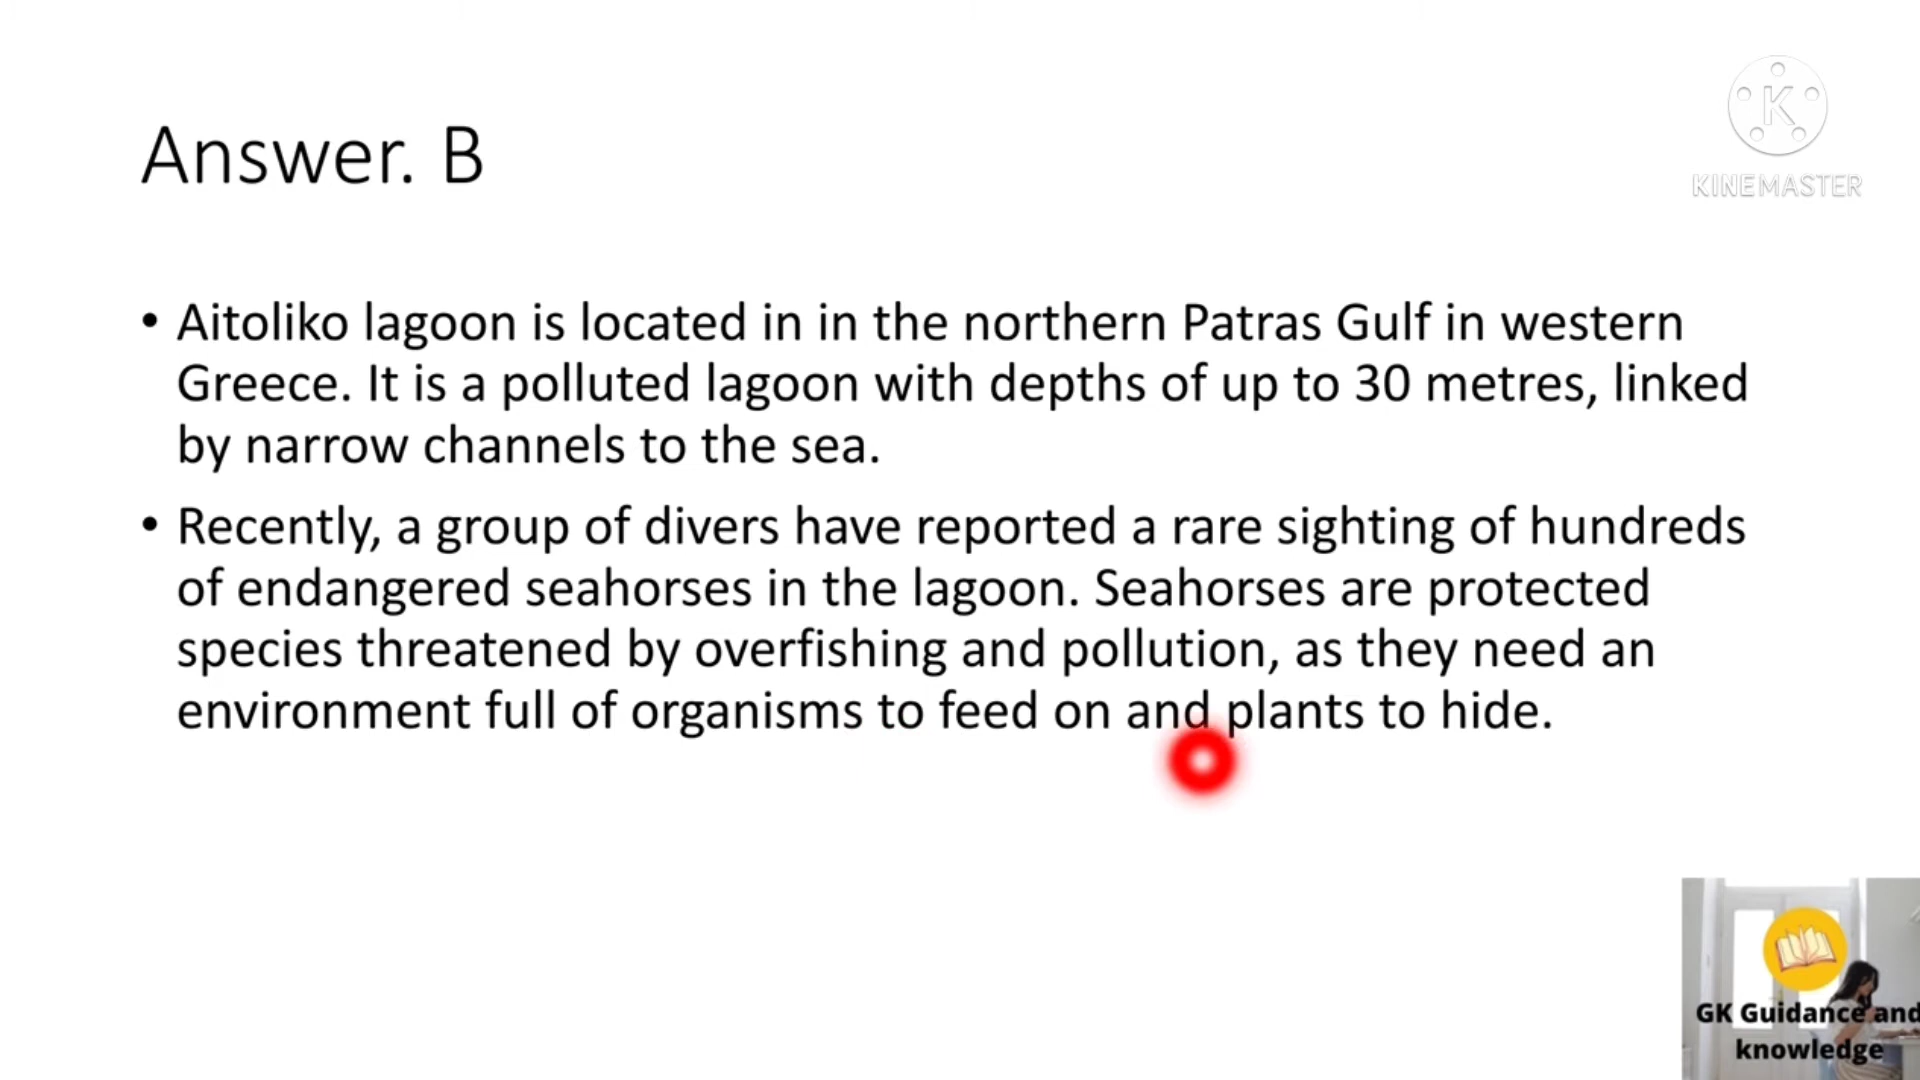 Answer. B
K
KINEMASTER
• Aitoliko lagoon is located in in the northern Patras Gulf in western
Greece. It is a polluted lagoon with depths of up to 30 metres, linked
by narrow channels to the sea.
• Recently, a group of divers have reported a rare sighting of hundreds
of endangered seahorses in the lagoon. Seahorses are protected
species threatened by overfishing and pollution, as they need an
environment full of organisms to feed on and plants to hide.
GK Guidance and
knowledge